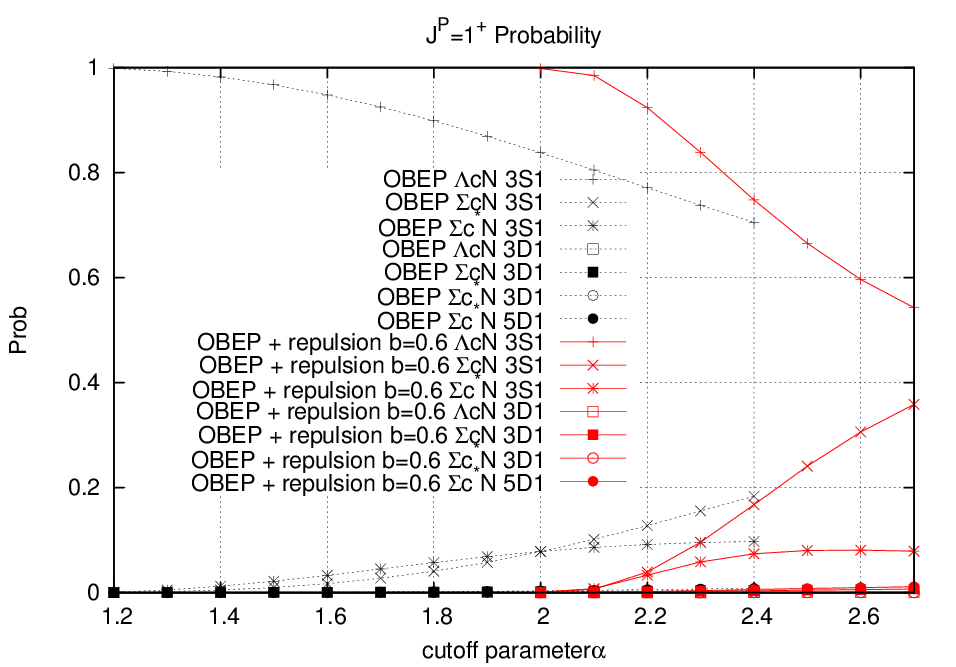 J^P=1^+ Probability
1
0.8
0.6
0.4
0.2
0
Prob
OBEP ΛcN 3S1
OBEP ΣcN 3S1
OBEP Σc*N 3S1
OBEP ΛcN 3D1
OBEP ΣcN 3D1
OBEP Σc*N 3D1
OBEP Σc*N 5D1
OBEP + repulsion b=0.6 ΛcN 3S1
OBEP + repulsion b=0.6 ΣcN 3S1
OBEP + repulsion b=0.6 Σc*N 3S1
OBEP + repulsion b=0.6 ΛcN 3D1
OBEP + repulsion b=0.6 ΣcN 3D1
OBEP + repulsion b=0.6 Σc*N 3D1
OBEP + repulsion b=0.6 Σc*N 5D1
1.2 1.4 1.6 1.8 2 2.2 2.4 2.6
cutoff parameterα